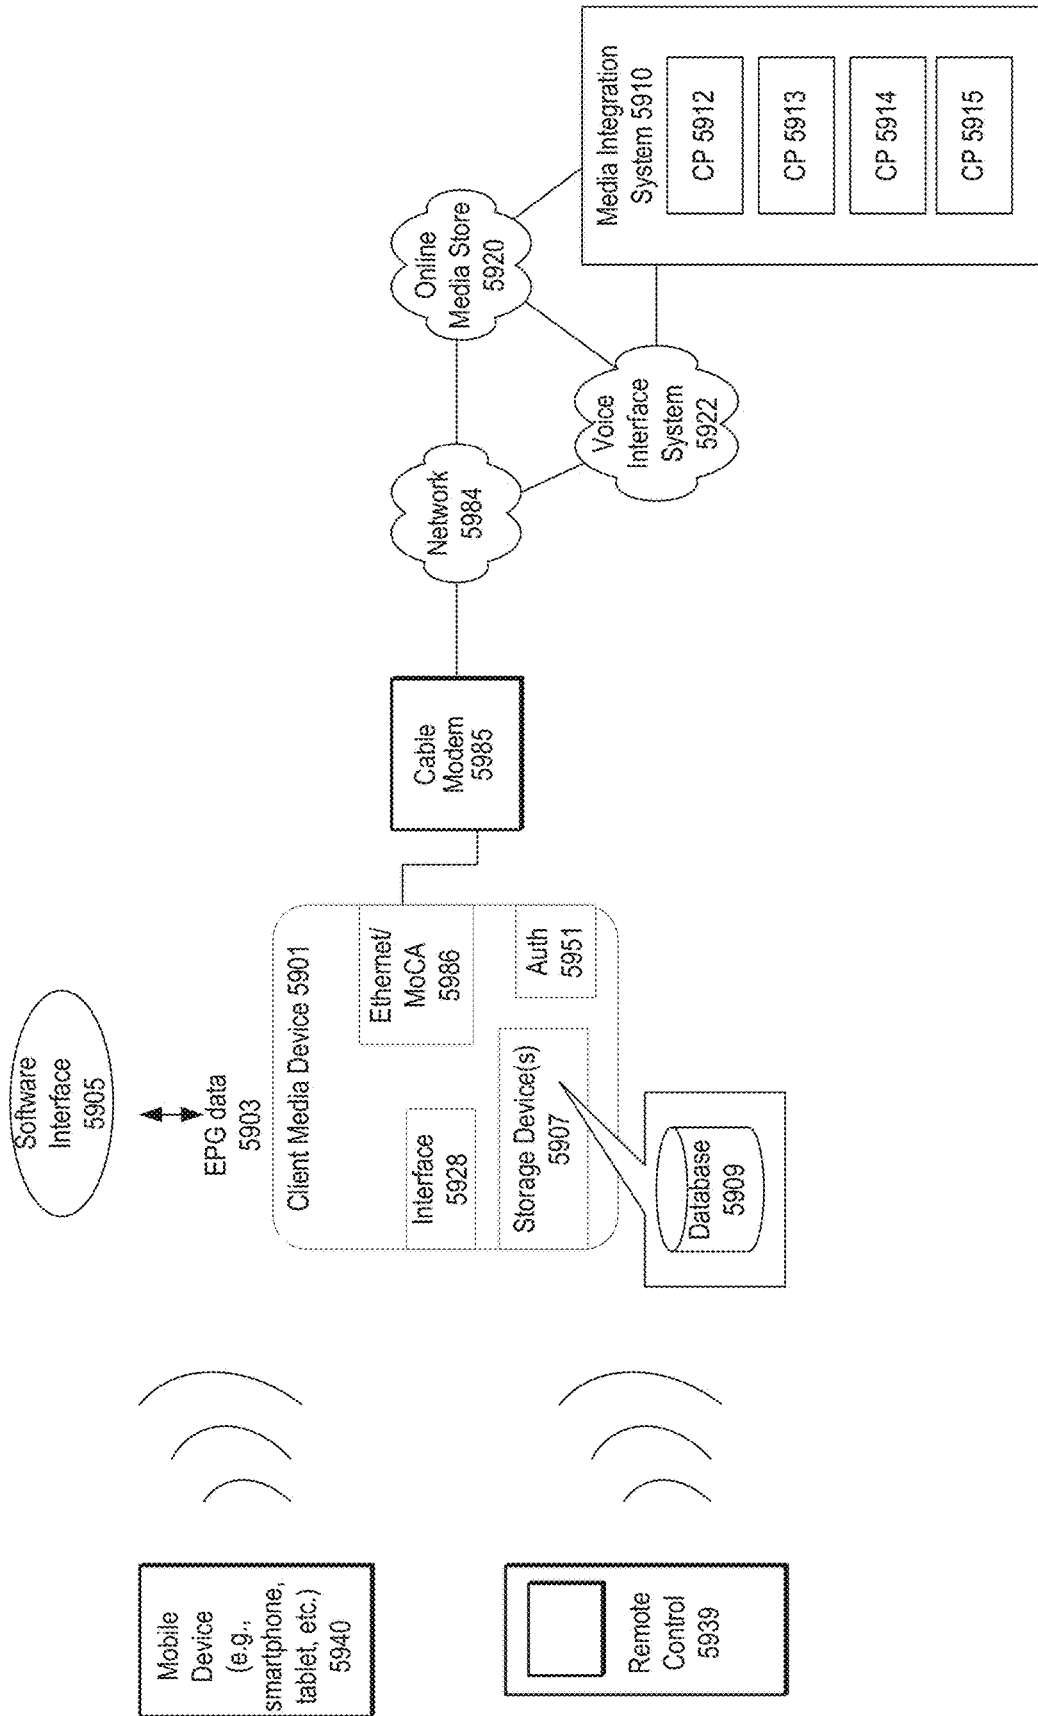 Software
Interface
5905
EPG data
5903
Mobile
Device
(e.g.,
smartphone,
tablet, etc.)
5940
Remote
Control
5939
Client Media Device 5901
Interface
5928
Ethernet/
MoCA
5986
Storage Device(s)
5907
Auth
5951
Database
5909
Cable
Modem
5985
Network
5984
Online
Media Store
5920
Voice
Interface
System
5922
Media Integration
System 5910
CP 5912
CP 5913
CP 5914
CP 5915